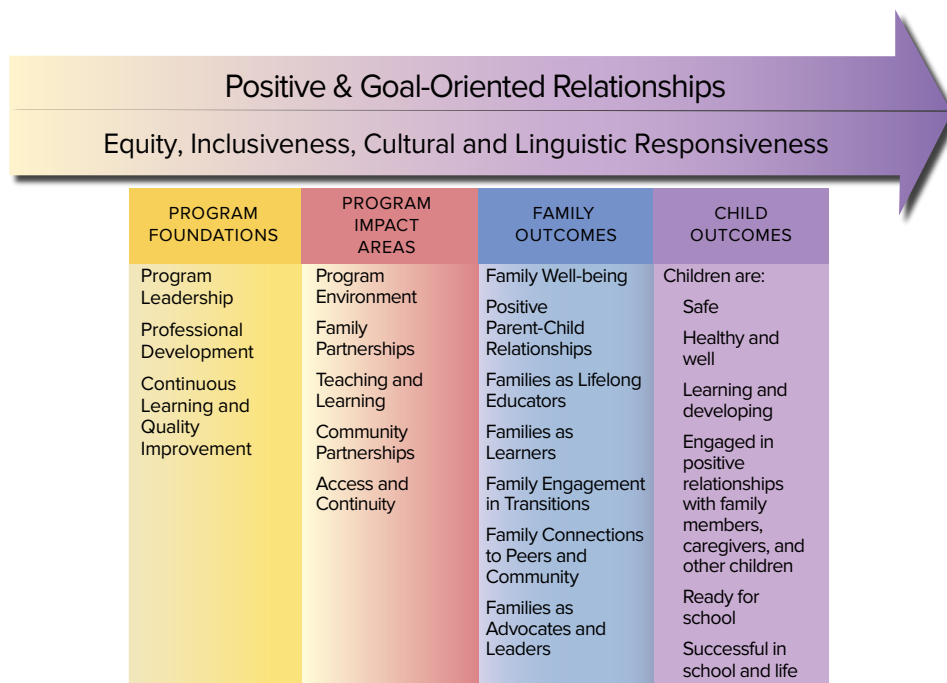 Positive & Goal-Oriented Relationships
Equity, Inclusiveness, Cultural and Linguistic Responsiveness
PROGRAM
FOUNDATIONS
Program
Leadership
Professional
Development
Continuous
Learning and
Quality
Improvement
PROGRAM
IMPACT
AREAS
Program
Environment
Family
Partnerships
Teaching and
Learning
Community
Partnerships
Access and
Continuity
FAMILY
OUTCOMES
Family Well-being
Positive
Parent-Child
Relationships
Families as Lifelong
Educators
Families as
Learners
Family Engagement
in Transitions
Family Connections
to Peers and
Community
Families as
Advocates and
Leaders
CHILD
OUTCOMES
Children are:
Safe
Healthy and
well
Learning and
developing
Engaged in
positive
relationships
with family
members,
caregivers, and
other children
Ready for
school
Successful in
school and life